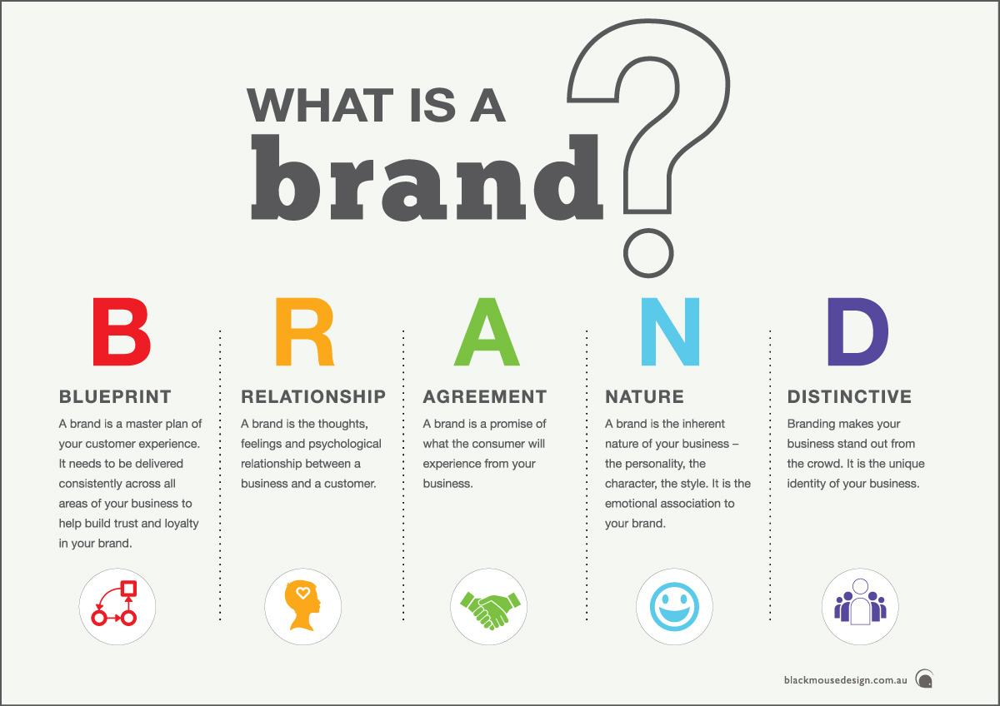 WHAT IS A
brand?
B
BLUEPRINT
A brand is a master plan of
your customer experience.
It needs to be delivered
consistently across all
areas of your business to
help build trust and loyalty
in your brand.
R
RELATIONSHIP
A brand is the thoughts,
feelings and psychological
relationship between a
business and a customer.
A
AGREEMENT
A brand is a promise of
what the consumer will
experience from your
business.
N
NATURE
A brand is the inherent
nature of your business –
the personality, the
character, the style. It is the
emotional association to
your brand.
D
DISTINCTIVE
Branding makes your
business stand out from
the crowd. It is the unique
identity of your business.
blackmousedesign.com.au